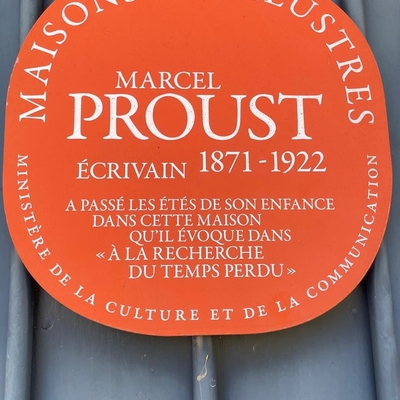 MAISONS
MARCEL
PROUST
ÉCRIVAIN 1871-1922
A PASSÉ LES ÉTÉS DE SON ENFANCE
DANS CETTE MAISON
QU'IL ÉVOQUE DANS
« À LA RECHERCHE
DU TEMPS PERDU »
MINISTÈRE DE LA CULTURE ET DE LA COMMUNICATION